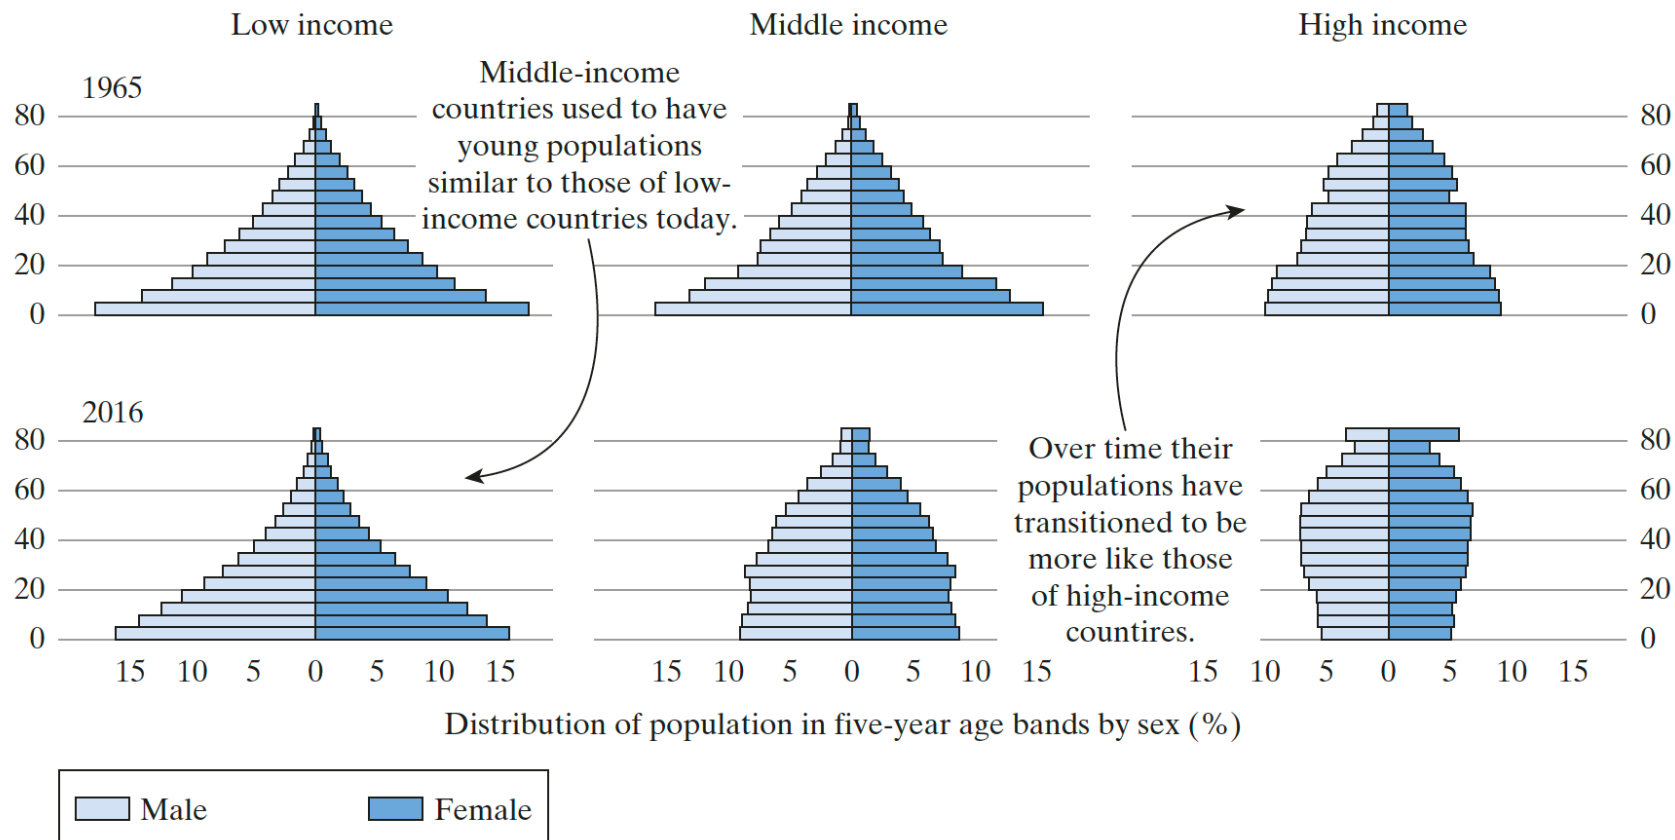 Low income Middle income High income
1965
Middle-income
countries used to have
young populations
similar to those of low-
income countries today.
80 80
60 60
40 40
20 20
0 0
2016
Over time their
populations have
transitioned to be
more like those
of high-income
countires.
80 80
60 60
40 40
20 20
0 0
15 10 5 0 5 10 15 15 10 5 0 5 10 15 15 10 5 0 5 10 15
Distribution of population in five-year age bands by sex (%)
Male Female